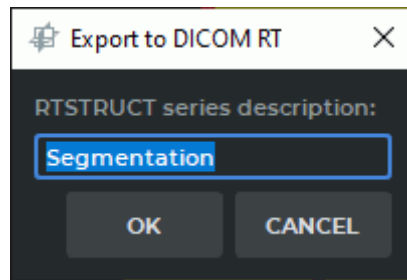 Export to DICOM RT
RTSTRUCT series description:
Segmentation
OK CANCEL